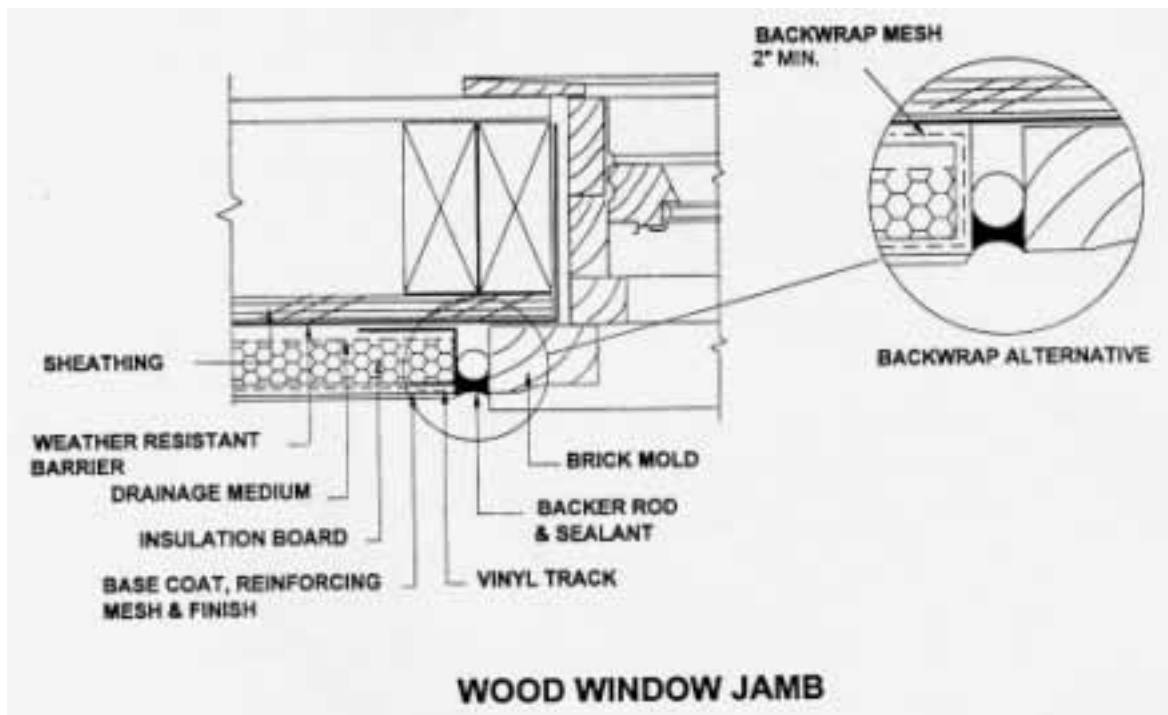 BACKWRAP MESH
2" MIN.
SHEATHING
BACKWRAP ALTERNATIVE
WEATHER RESISTANT
BARRIER
BRICK MOLD
DRAINAGE MEDIUM
BACKER ROD
& SEALANT
INSULATION BOARD
BASE COAT, REINFORCING
MESH & FINISH
VINYL TRACK
WOOD WINDOW JAMB